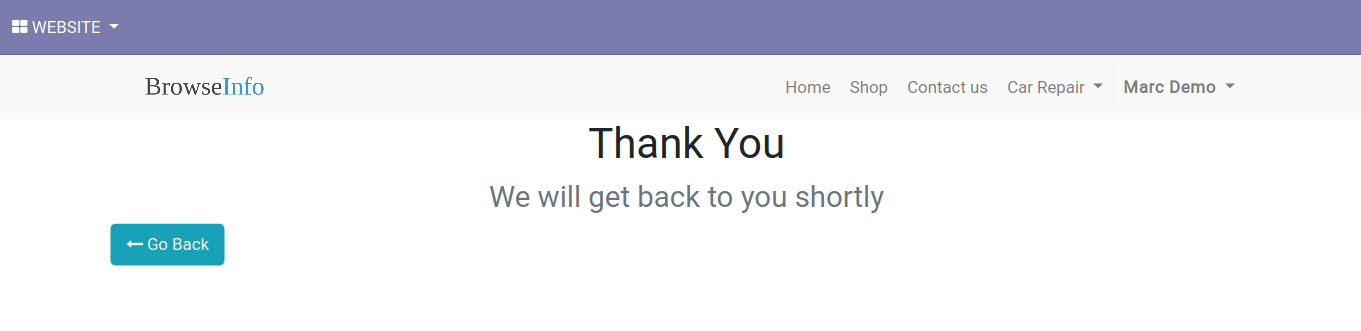 WEBSITE
BrowseInfo Home Shop Contact us Car Repair Marc Demo
Thank You
We will get back to you shortly
Go Back